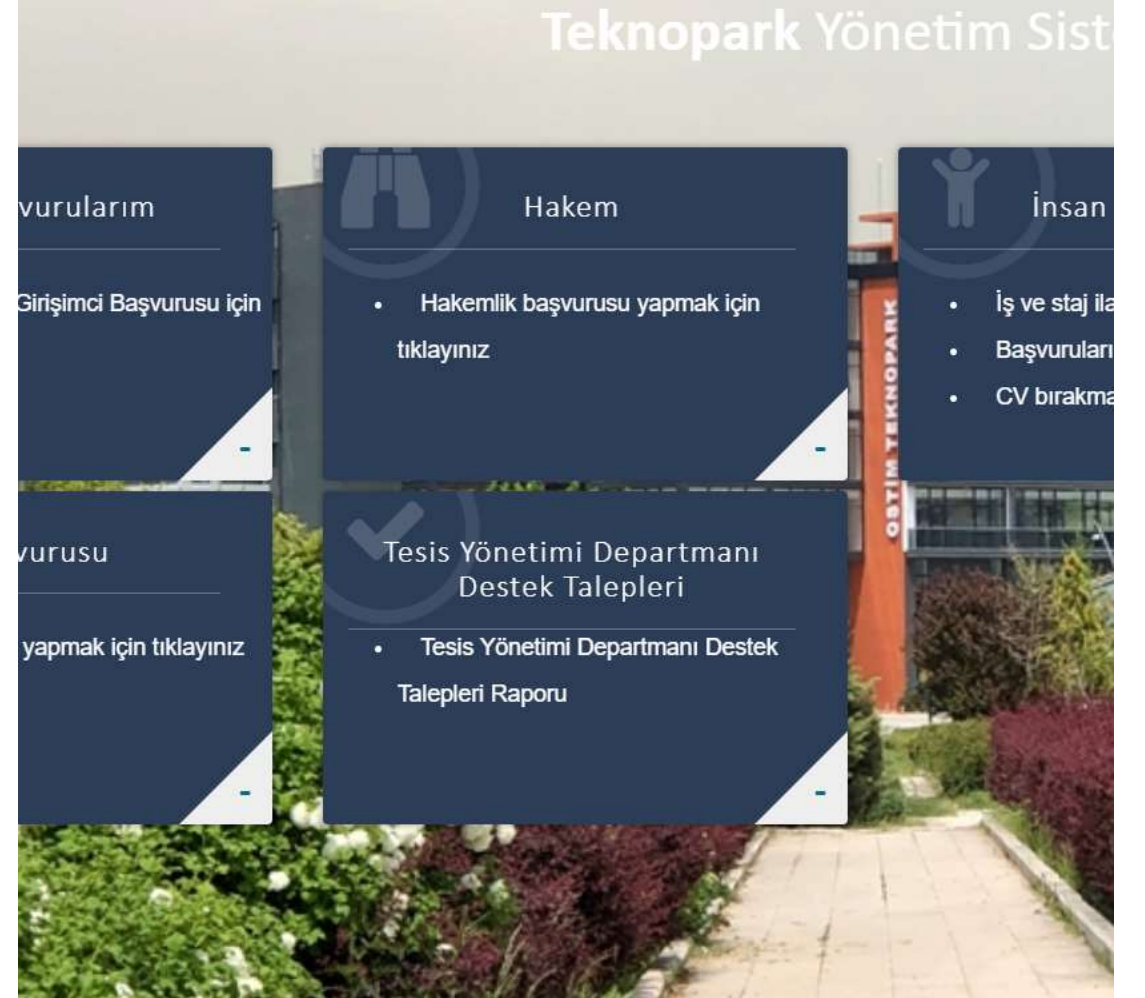 Teknopark Yönetim Sist
vurularım
Girişimci Başvurusu için
Hakem
Hakemlik başvurusu yapmak için
tıklayınız
İnsan
İş ve staj ila
Başvuruları
CV bırakma
OSTİM TEKNOPARK
vurusu
yapmak için tıklayınız
Tesis Yönetimi Departmanı
Destek Talepleri
Tesis Yönetimi Departmanı Destek
Talepleri Raporu